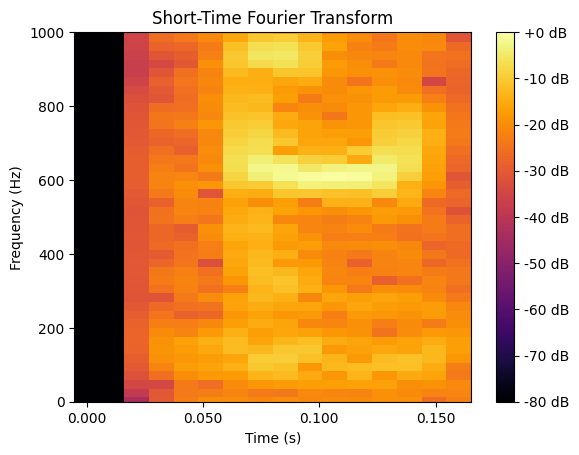 Short-Time Fourier Transform
Frequency (Hz)
1000
800
600
400
200
0
0.000
0.050
0.100
0.150
Time (s)
+0 dB
-10 dB
-20 dB
-30 dB
-40 dB
-50 dB
-60 dB
-70 dB
-80 dB